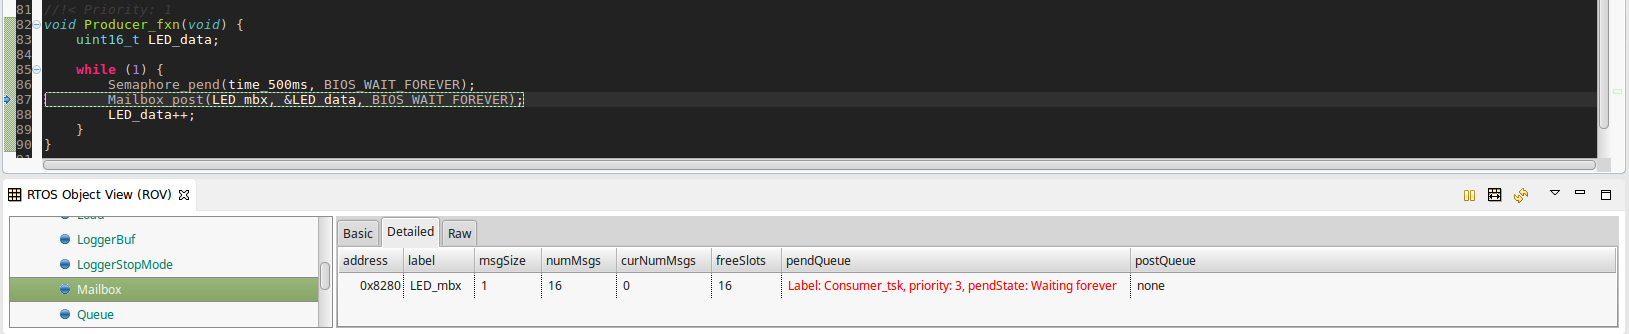 81 //!< Priority: 1
82 void Producer_fxn(void) {
83     uint16_t LED_data;
84
85     while (1) {
86         Semaphore_pend(time_500ms, BIOS_WAIT_FOREVER);
87         Mailbox_post(LED_mbx, &LED_data, BIOS_WAIT_FOREVER);
88         LED_data++;
89     }
90 }
RTOS Object View (ROV)
LoggerBuf
LoggerStopMode
Mailbox
Queue
Basic Detailed Raw
address label msgSize numMsgs curNumMsgs freeSlots pendQueue postQueue
0x8280 LED_mbx 1 16 0 16 Label: Consumer_tsk, priority: 3, pendState: Waiting forever none